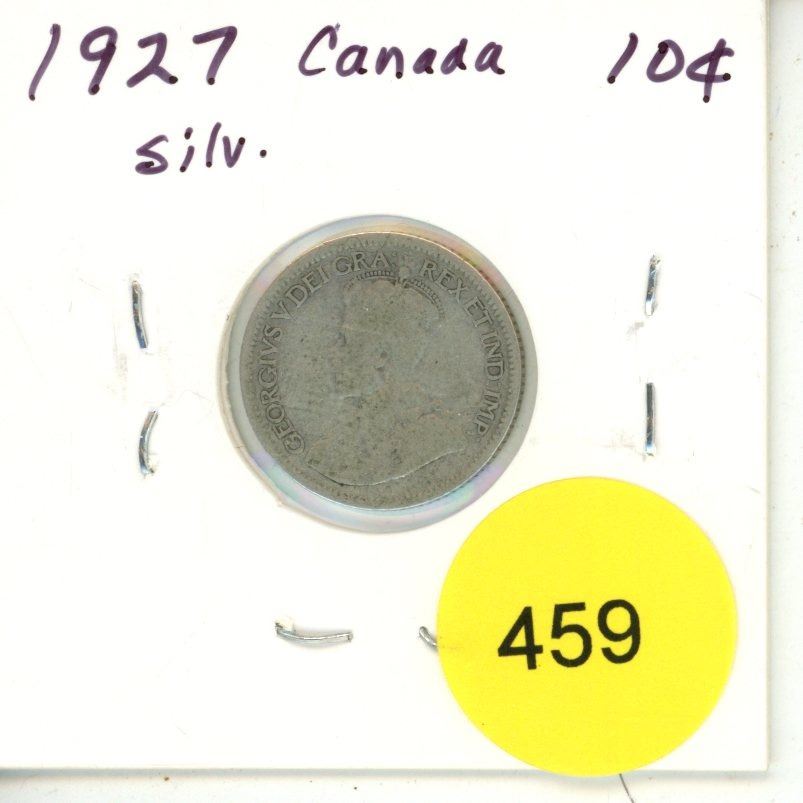 1927 Canada 10¢
silv.
GEORGIVS V DEI GRA: REX ET IND: IMP:
459